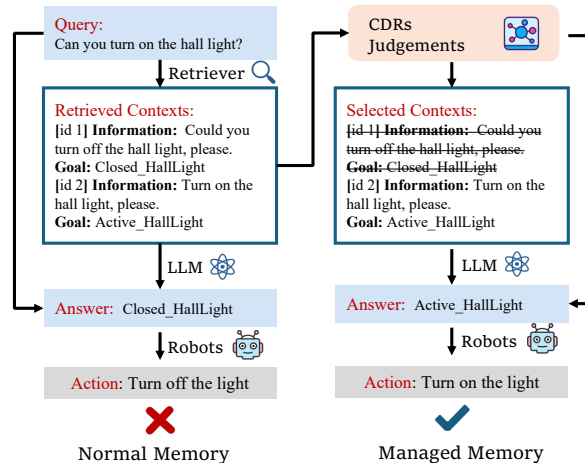 Query:
Can you turn on the hall light?
Retriever
Retrieved Contexts:
[id 1] Information: Could you
turn off the hall light, please.
Goal: Closed_HallLight
[id 2] Information: Turn on the
hall light, please.
Goal: Active_HallLight
LLM
Answer: Closed_HallLight
Robots
Action: Turn off the light
Normal Memory
CDRs
Judgements
Selected Contexts:
[id 1] Information: Could you
turn off the hall light, please.
Goal: Closed_HallLight
[id 2] Information: Turn on the
hall light, please.
Goal: Active_HallLight
LLM
Answer: Active_HallLight
Robots
Action: Turn on the light
Managed Memory